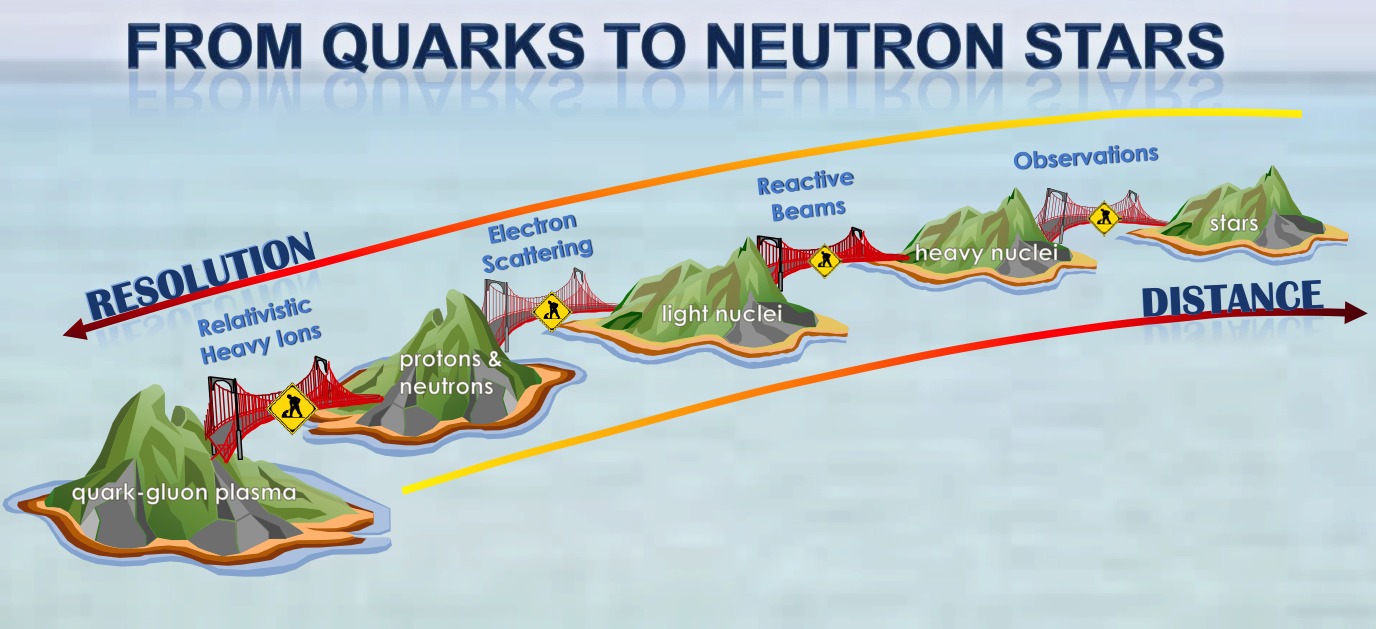 FROM QUARKS TO NEUTRON STARS
RESOLUTION
Relativistic
Heavy Ions
Electron
Scattering
Reactive
Beams
Observations
DISTANCE
quark-gluon plasma
protons &
neutrons
light nuclei
heavy nuclei
stars